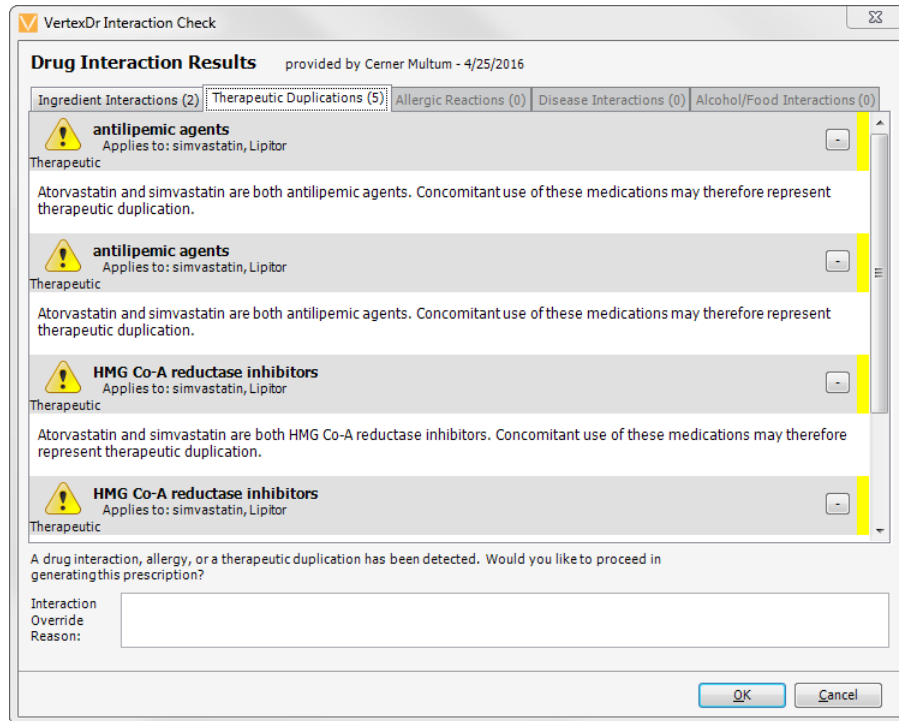 VertexDr Interaction Check
Drug Interaction Results provided by Cerner Multum - 4/25/2016
Ingredient Interactions (2) Therapeutic Duplications (5) Allergic Reactions (0) Disease Interactions (0) Alcohol/Food Interactions (0)
antilipemic agents
Applies to: simvastatin, Lipitor
-
Therapeutic
Atorvastatin and simvastatin are both antilipemic agents. Concomitant use of these medications may therefore represent
therapeutic duplication.
antilipemic agents
Applies to: simvastatin, Lipitor
-
Therapeutic
Atorvastatin and simvastatin are both antilipemic agents. Concomitant use of these medications may therefore represent
therapeutic duplication.
HMG Co-A reductase inhibitors
Applies to: simvastatin, Lipitor
-
Therapeutic
Atorvastatin and simvastatin are both HMG Co-A reductase inhibitors. Concomitant use of these medications may therefore
represent therapeutic duplication.
HMG Co-A reductase inhibitors
Applies to: simvastatin, Lipitor
-
Therapeutic
A drug interaction, allergy, or a therapeutic duplication has been detected. Would you like to proceed in
generating this prescription?
Interaction
Override
Reason:
OK Cancel